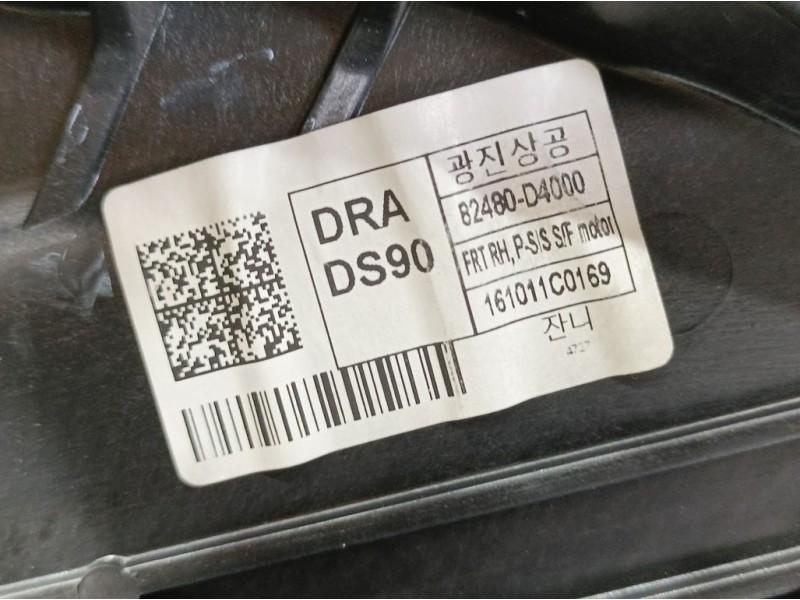 DRA
DS90
광진상공
82480-D4000
FRT RH, P-S/S S/F motor
161011C0169
잔니
4727